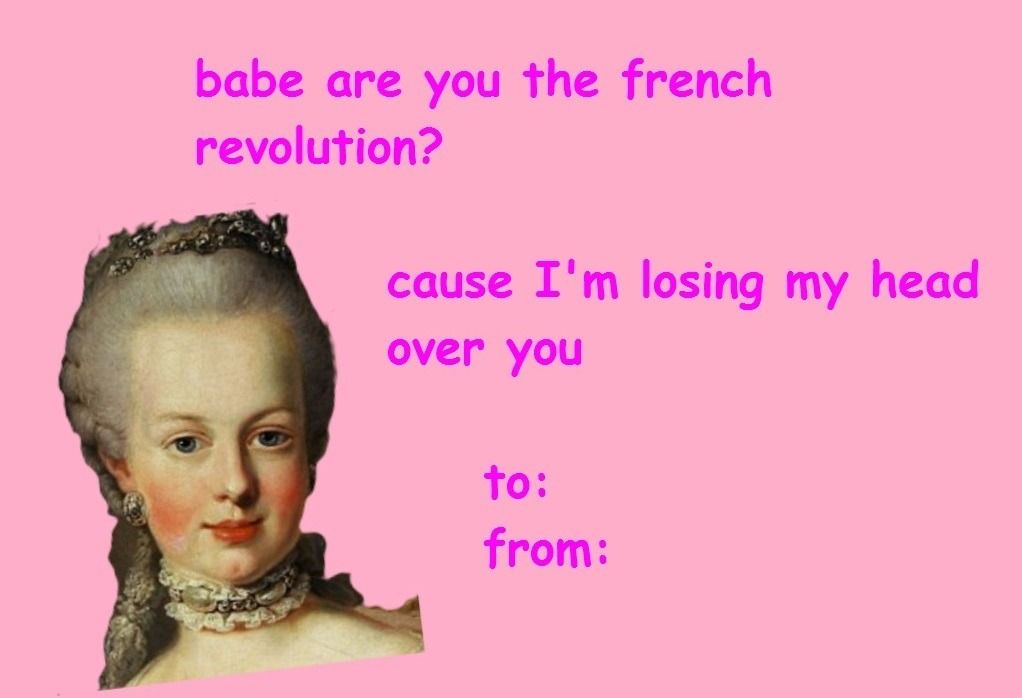 babe are you the french
revolution?
cause I'm losing my head
over you
to:
from: